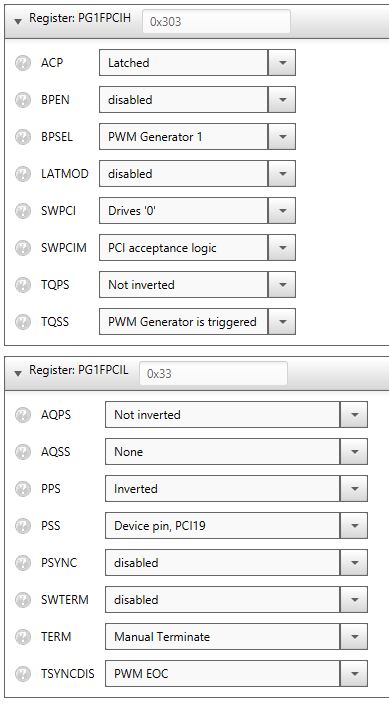 Register: PG1FPCIH 0x303
ACP Latched
BPEN disabled
BPSEL PWM Generator 1
LATMOD disabled
SWPCI Drives '0'
SWPCIM PCI acceptance logic
TQPS Not inverted
TQSS PWM Generator is triggered
Register: PG1FPCIL 0x33
AQPS Not inverted
AQSS None
PPS Inverted
PSS Device pin, PCI19
PSYNC disabled
SWTERM disabled
TERM Manual Terminate
TSYNCDIS PWM EOC